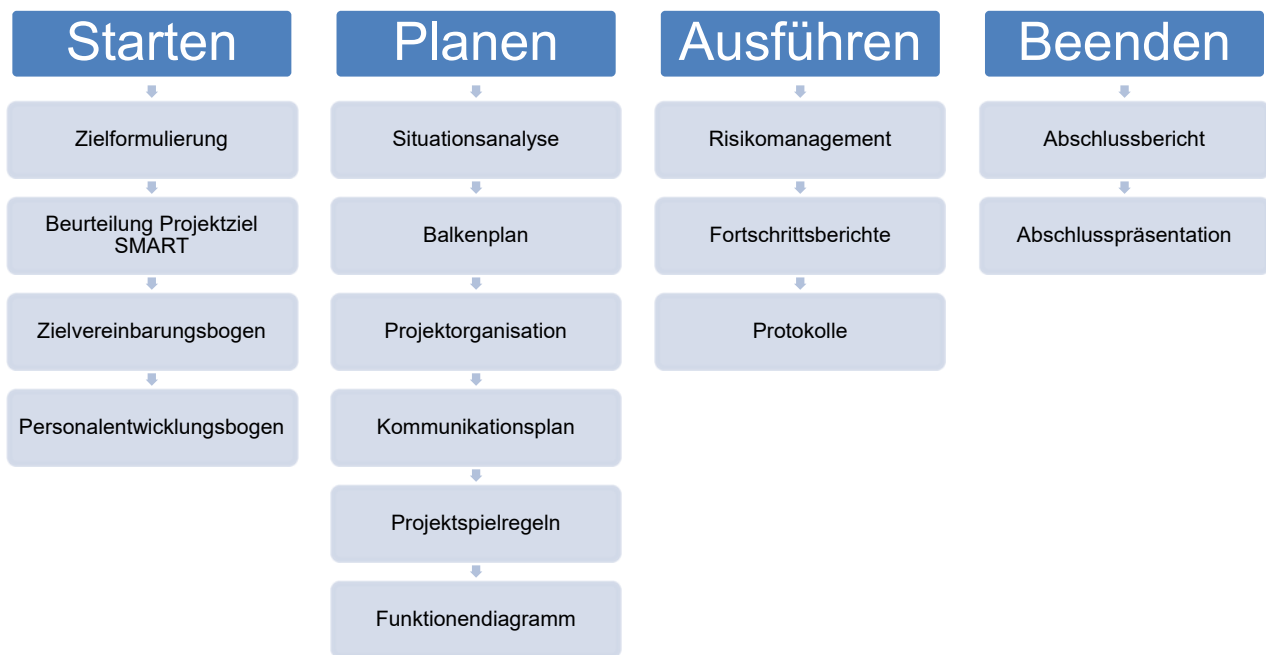 Starten
Zielformulierung
Beurteilung Projektziel
SMART
Zielvereinbarungsbogen
Personalentwicklungsbogen
Planen
Situationsanalyse
Balkenplan
Projektorganisation
Kommunikationsplan
Projektspielregeln
Funktionendiagramm
Ausführen
Risikomanagement
Fortschrittsberichte
Protokolle
Beenden
Abschlussbericht
Abschlusspräsentation